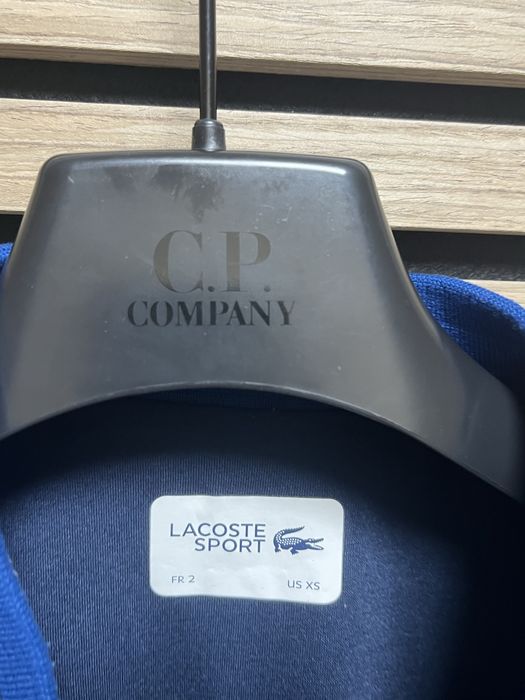 C.P.
COMPANY
LACOSTE
SPORT
FR 2
US XS